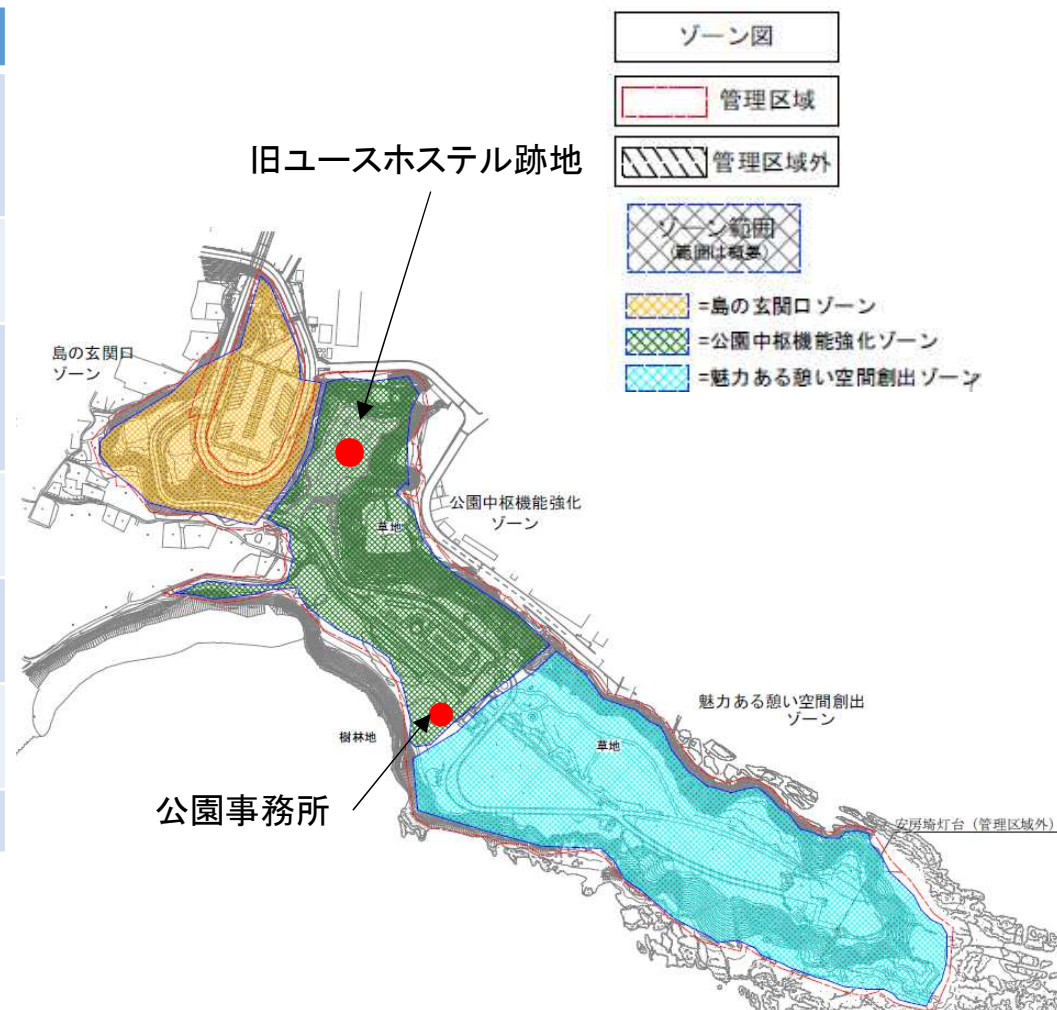 ゾーン図
管理区域
管理区域外
ゾーン範囲
(範囲は概要)
=島の玄関口ゾーン
=公園中枢機能強化ゾーン
=魅力ある憩い空間創出ゾーン
旧ユースホステル跡地
島の玄関口
ゾーン
公園中枢機能強化
ゾーン
草地
魅力ある憩い空間創出
ゾーン
樹林地
草地
公園事務所
安房埼灯台(管理区域外)